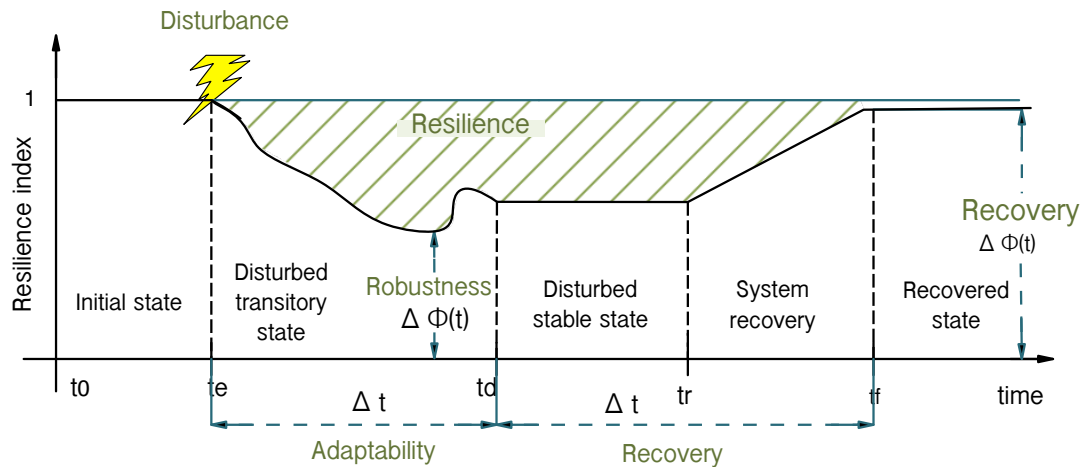 Disturbance
1
Resilience
Resilience index
Recovery
Δ Φ(t)
Initial state
Disturbed
transitory
state
Robustness
Δ Φ(t)
Disturbed
stable state
System
recovery
Recovered
state
t0
te
td
tr
tf
time
Δ t
Δ t
Adaptability
Recovery